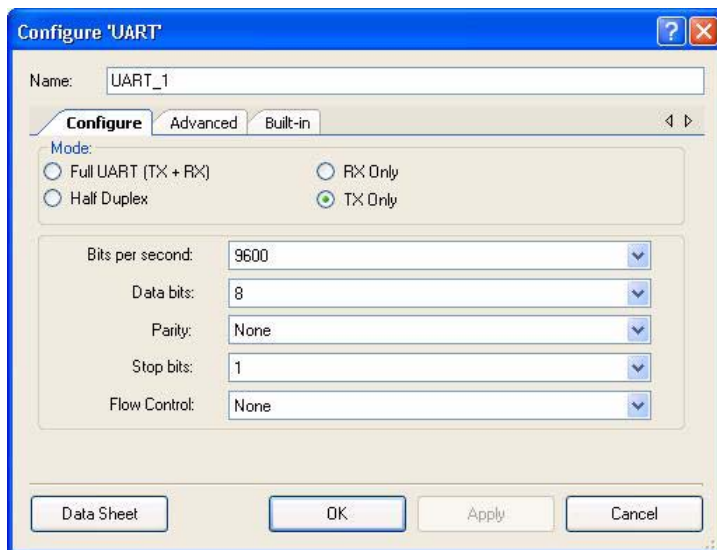 Configure 'UART'
Name: UART_1
Configure Advanced Built-in
Mode:
Full UART (TX + RX) RX Only
Half Duplex TX Only
Bits per second: 9600
Data bits: 8
Parity: None
Stop bits: 1
Flow Control: None
Data Sheet OK Apply Cancel